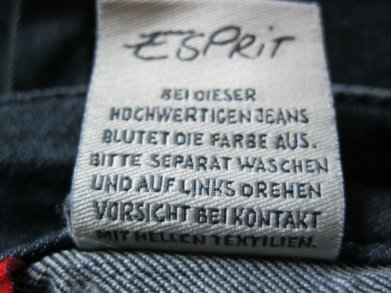 ESPRIT
BEI DIESER
HOCHWERTIGEN JEANS
BLUTET DIE FARBE AUS.
BITTE SEPARAT WASCHEN
UND AUF LINKS DREHEN
VORSICHT BEI KONTAKT
MIT HELLEN TEXTILIEN.